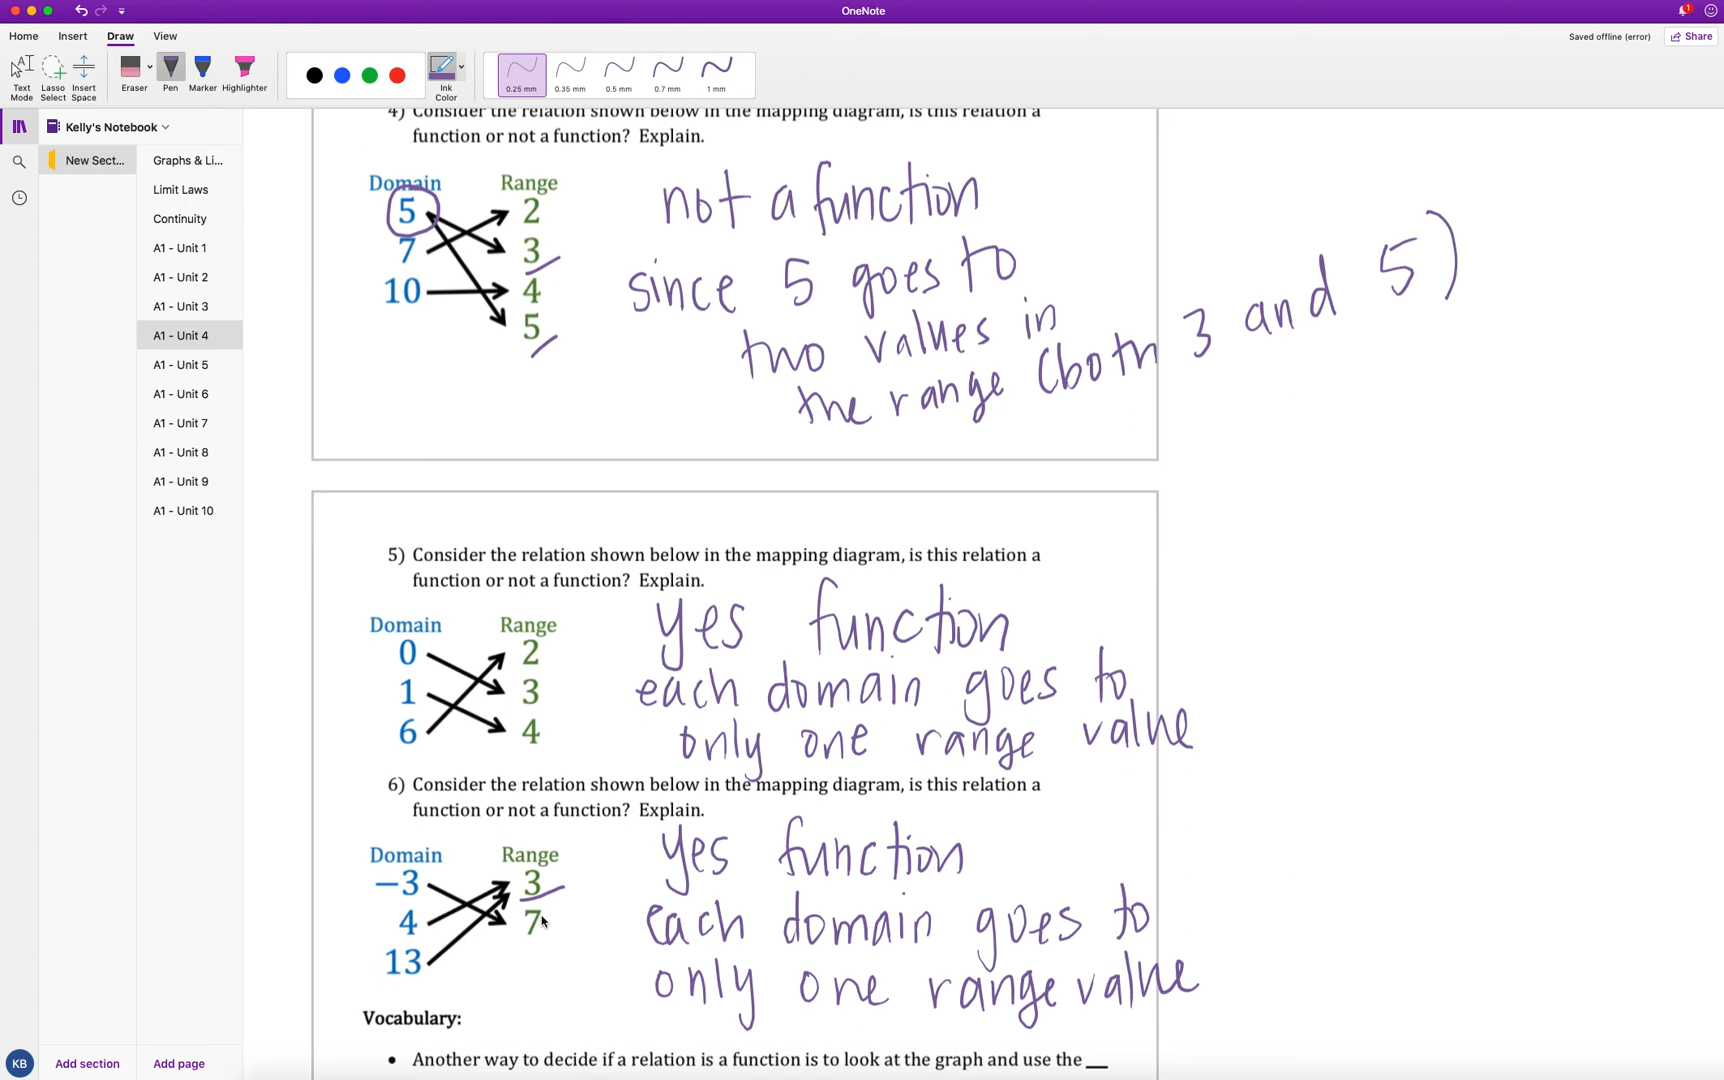 OneNote
1
Home Insert Draw View
Saved offline (error) Share
Text Mode
Lasso Select
Insert Space
Eraser
Pen
Marker
Highlighter
Ink Color
0.25 mm 0.35 mm 0.5 mm 0.7 mm 1 mm
Kelly's Notebook
New Sect...
Graphs & Li...
Limit Laws
Continuity
A1 - Unit 1
A1 - Unit 2
A1 - Unit 3
A1 - Unit 4
A1 - Unit 5
A1 - Unit 6
A1 - Unit 7
A1 - Unit 8
A1 - Unit 9
A1 - Unit 10
KB
Add section Add page
4) Consider the relation shown below in the mapping diagram, is this relation a
function or not a function? Explain.
Domain Range
5 2
7 3
10 4
5
not a function
since 5 goes to
two values in
the range (both 3 and 5)
5) Consider the relation shown below in the mapping diagram, is this relation a
function or not a function? Explain.
Domain Range
0 2
1 3
6 4
yes function
each domain goes to
only one range value
6) Consider the relation shown below in the mapping diagram, is this relation a
function or not a function? Explain.
Domain Range
−3 3
4 7
13
yes function
each domain goes to
only one range value
Vocabulary:
• Another way to decide if a relation is a function is to look at the graph and use the __